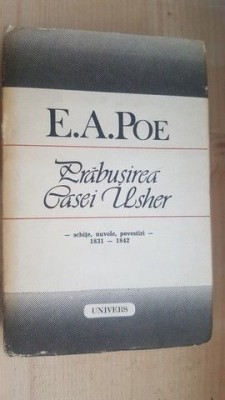 E.A.POE
Prăbușirea
Casei Usher
– schițe, nuvele, povestiri –
1831 – 1842
UNIVERS